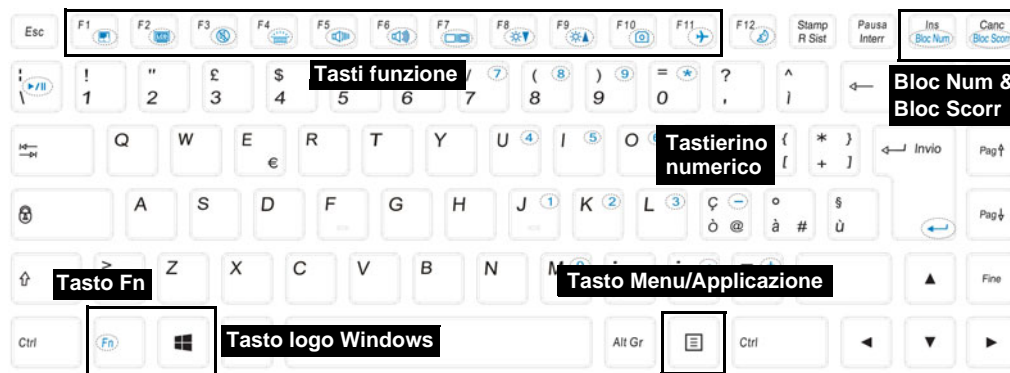 Esc F1 F2 F3 F4 F5 F6 F7 F8 F9 F10 F11 F12 Stamp R Sist Pausa Interr Ins Bloc Num Canc Bloc Scorr
Tasti funzione
¦ \ ! 1 " 2 £ 3 $ 4 5 6 / 7 7 ( 8 8 ) 9 9 = 0 * ? ' ^ ì
Bloc Num &
Bloc Scorr
Q W E € R T Y U 4 I 5 O { [ * + } ] Invio Pag
Tastierino
numerico
A S D F G H J 1 K 2 L 3 Ç ò @ − ° à # § ù Pag
Z X C V B N M Fine
Tasto Fn
Tasto Menu/Applicazione
Ctrl Fn Alt Gr Ctrl
Tasto logo Windows